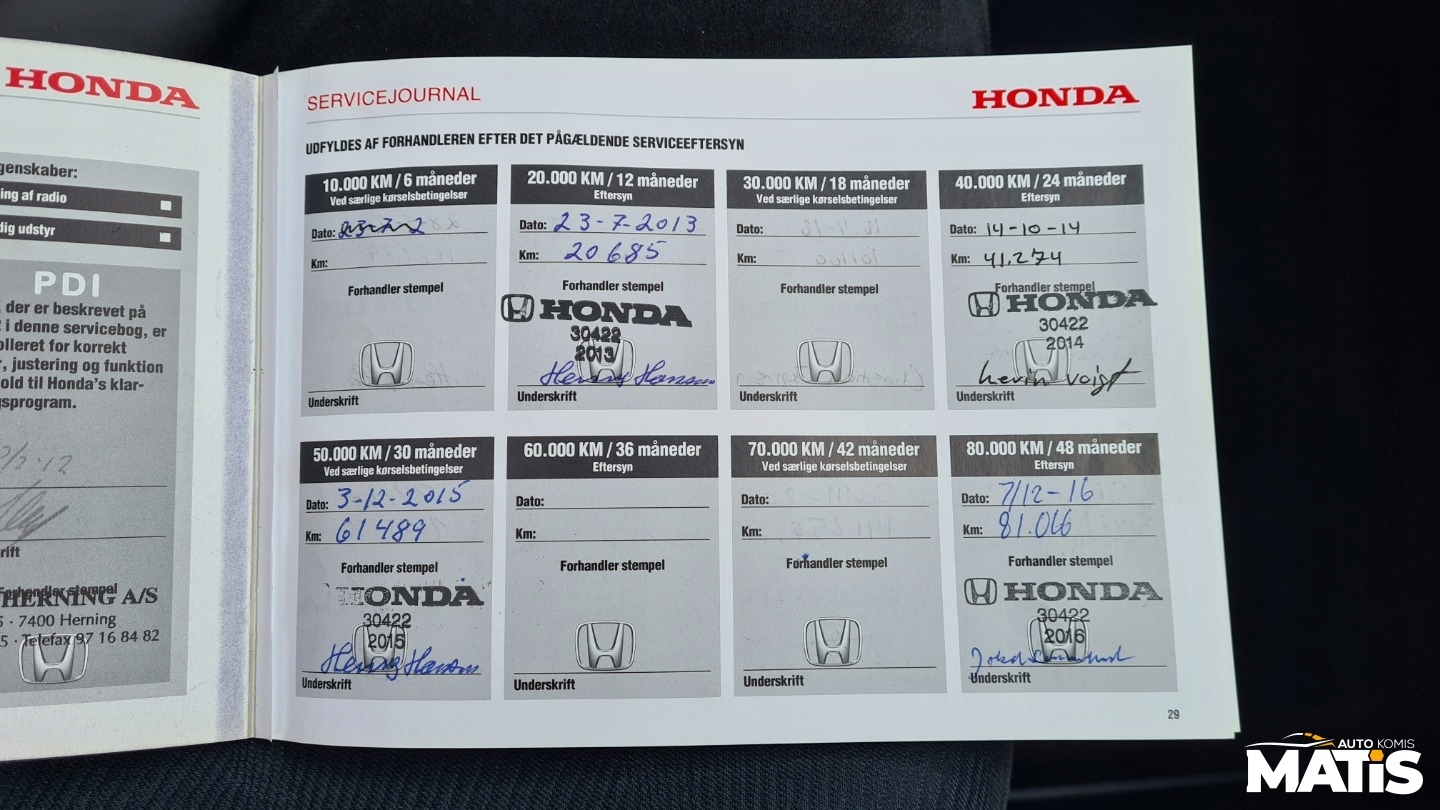 HONDA
genskaber:
ing af radio
dig udstyr
PDI
der er beskrevet på
i denne servicebog, er
olleret for korrekt
, justering og funktion
old til Honda's klar-
gsprogram.
rift
Forhandler stempel
HERNING A/S
5 · 7400 Herning
5 · Telefax 97 16 84 82
SERVICEJOURNAL
HONDA
UDFYLDES AF FORHANDLEREN EFTER DET PÅGÆLDENDE SERVICEEFTERSYN
10.000 KM / 6 måneder
Ved særlige kørselsbetingelser
Dato:
Km:
Forhandler stempel
Underskrift
20.000 KM / 12 måneder
Eftersyn
Dato: 23-7-2013
Km: 20685
Forhandler stempel
HONDA
30422
2013
Henny Hansen
Underskrift
30.000 KM / 18 måneder
Ved særlige kørselsbetingelser
Dato:
Km:
Forhandler stempel
Underskrift
40.000 KM / 24 måneder
Eftersyn
Dato: 14-10-14
Km: 41.274
Forhandler stempel
HONDA
30422
2014
kevin voigt
Underskrift
50.000 KM / 30 måneder
Ved særlige kørselsbetingelser
Dato: 3-12-2015
Km: 61489
Forhandler stempel
HONDA
30422
2015
Henny Hansen
Underskrift
60.000 KM / 36 måneder
Eftersyn
Dato:
Km:
Forhandler stempel
Underskrift
70.000 KM / 42 måneder
Ved særlige kørselsbetingelser
Dato:
Km:
Forhandler stempel
Underskrift
80.000 KM / 48 måneder
Eftersyn
Dato: 7/12-16
Km: 81.066
Forhandler stempel
HONDA
30422
2016
Underskrift
29
AUTO KOMIS
MATiS